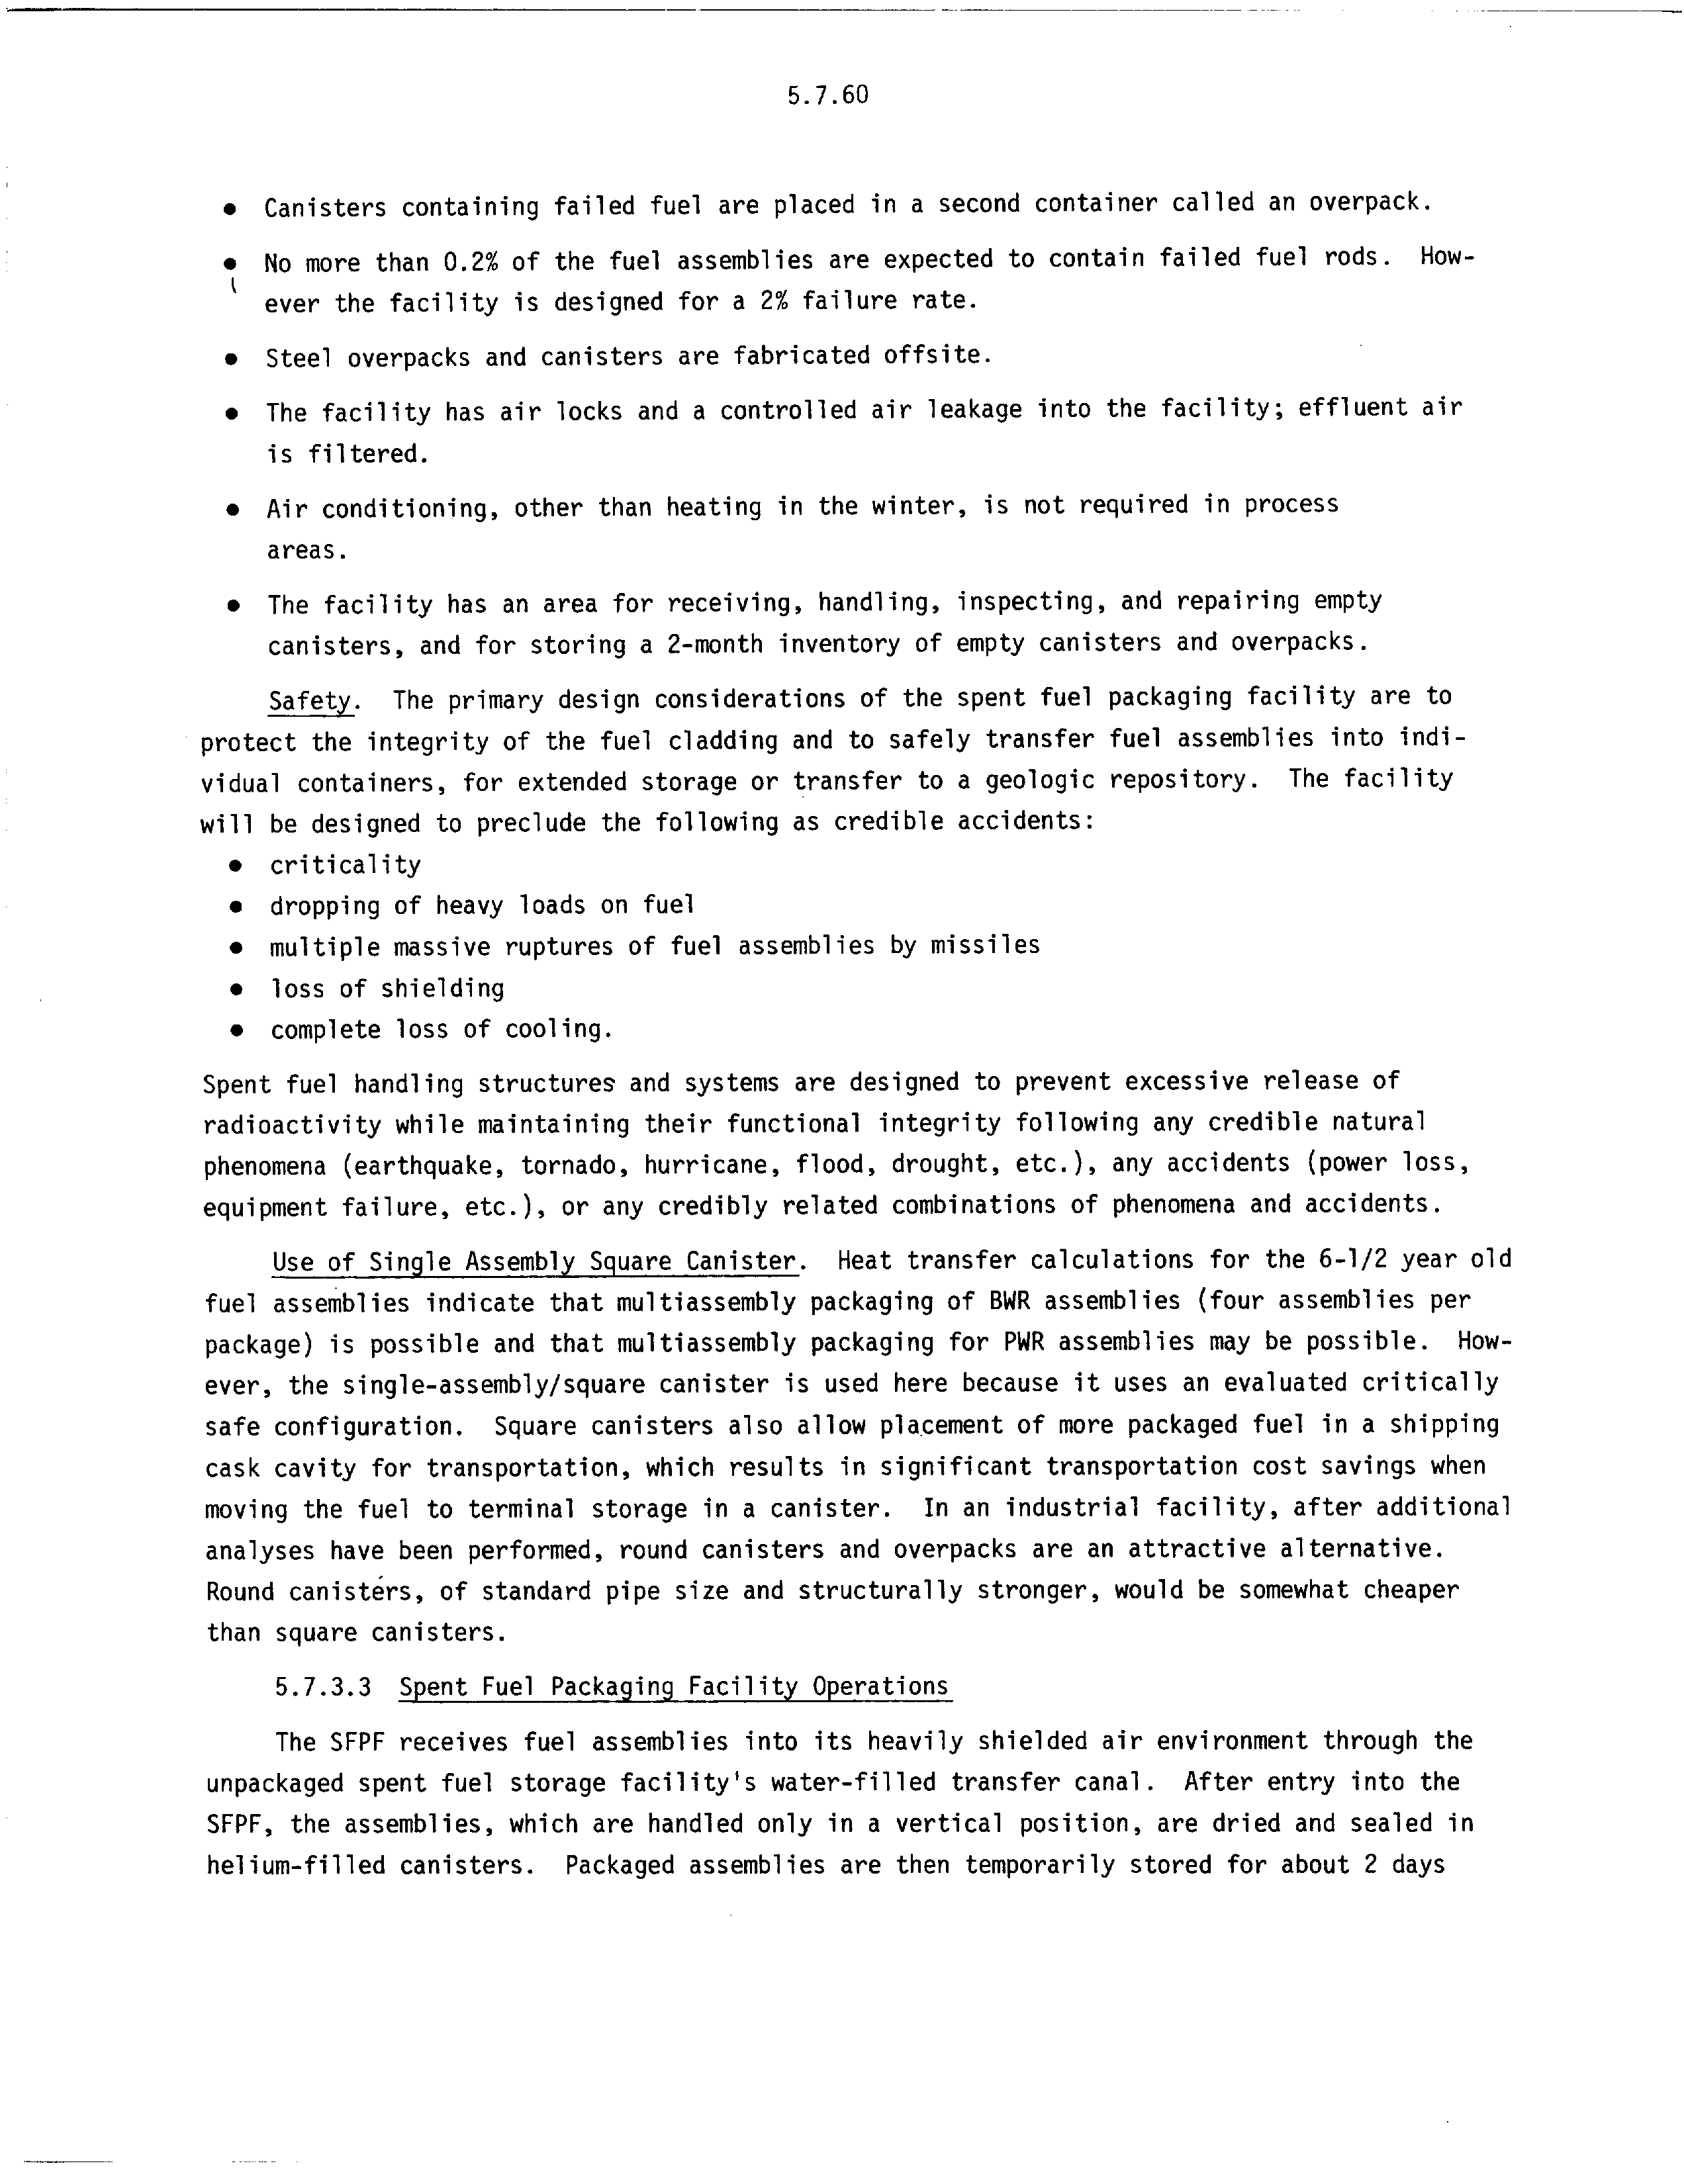 5.7.60
• Canisters containing failed fuel are placed in a second container called an overpack.
• No more than 0.2% of the fuel assemblies are expected to contain failed fuel rods. How-
ever the facility is designed for a 2% failure rate.
• Steel overpacks and canisters are fabricated offsite.
• The facility has air locks and a controlled air leakage into the facility; effluent air
is filtered.
• Air conditioning, other than heating in the winter, is not required in process
areas.
• The facility has an area for receiving, handling, inspecting, and repairing empty
canisters, and for storing a 2-month inventory of empty canisters and overpacks.
Safety. The primary design considerations of the spent fuel packaging facility are to
protect the integrity of the fuel cladding and to safely transfer fuel assemblies into indi-
vidual containers, for extended storage or transfer to a geologic repository. The facility
will be designed to preclude the following as credible accidents:
• criticality
• dropping of heavy loads on fuel
• multiple massive ruptures of fuel assemblies by missiles
• loss of shielding
• complete loss of cooling.
Spent fuel handling structures and systems are designed to prevent excessive release of
radioactivity while maintaining their functional integrity following any credible natural
phenomena (earthquake, tornado, hurricane, flood, drought, etc.), any accidents (power loss,
equipment failure, etc.), or any credibly related combinations of phenomena and accidents.
Use of Single Assembly Square Canister. Heat transfer calculations for the 6-1/2 year old
fuel assemblies indicate that multiassembly packaging of BWR assemblies (four assemblies per
package) is possible and that multiassembly packaging for PWR assemblies may be possible. How-
ever, the single-assembly/square canister is used here because it uses an evaluated critically
safe configuration. Square canisters also allow placement of more packaged fuel in a shipping
cask cavity for transportation, which results in significant transportation cost savings when
moving the fuel to terminal storage in a canister. In an industrial facility, after additional
analyses have been performed, round canisters and overpacks are an attractive alternative.
Round canisters, of standard pipe size and structurally stronger, would be somewhat cheaper
than square canisters.
5.7.3.3 Spent Fuel Packaging Facility Operations
The SFPF receives fuel assemblies into its heavily shielded air environment through the
unpackaged spent fuel storage facility's water-filled transfer canal. After entry into the
SFPF, the assemblies, which are handled only in a vertical position, are dried and sealed in
helium-filled canisters. Packaged assemblies are then temporarily stored for about 2 days